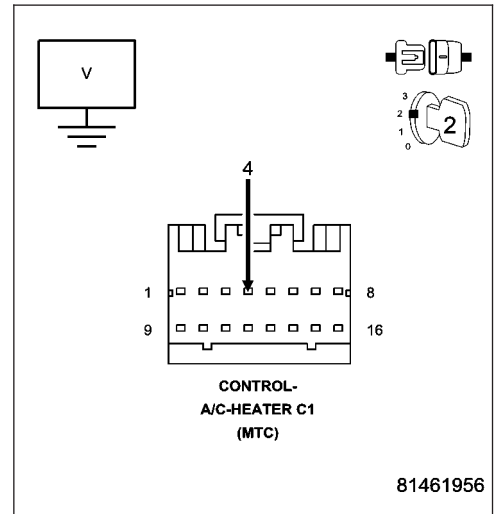 V
3
2
1
0
2
4
1
8
9
16
CONTROL-
A/C-HEATER C1
(MTC)
81461956